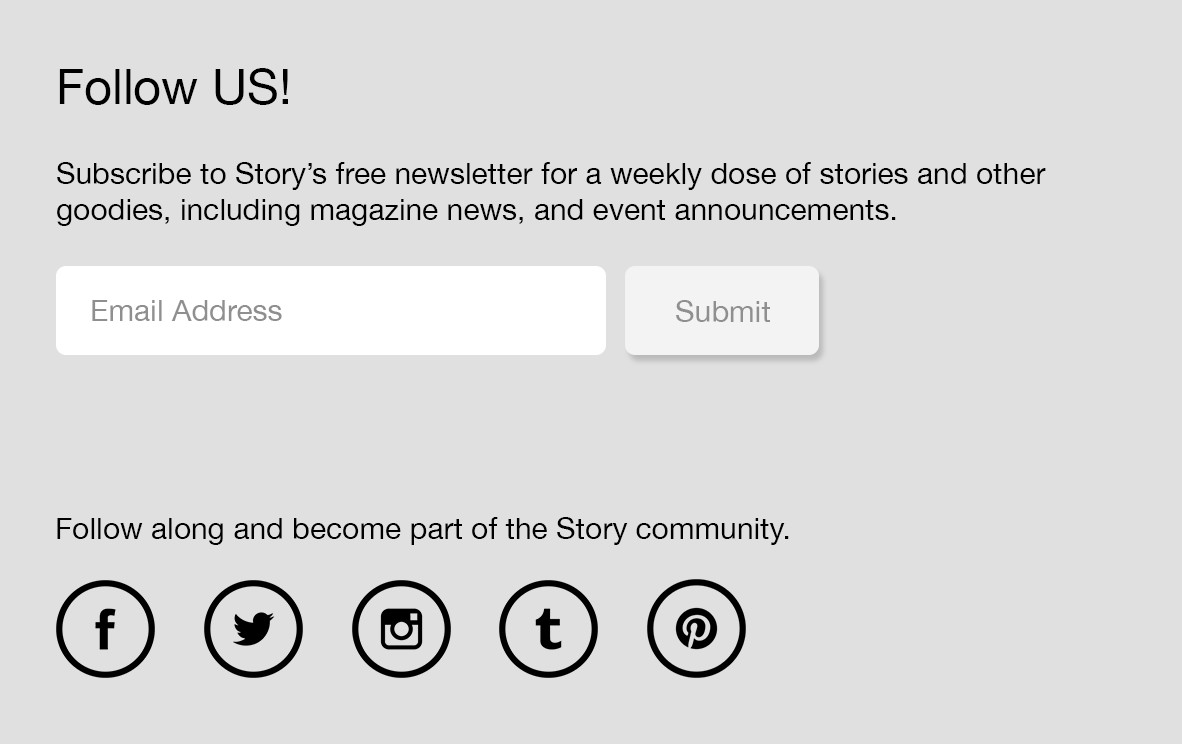 Follow US!
Subscribe to Story’s free newsletter for a weekly dose of stories and other
goodies, including magazine news, and event announcements.
Email Address
Submit
Follow along and become part of the Story community.